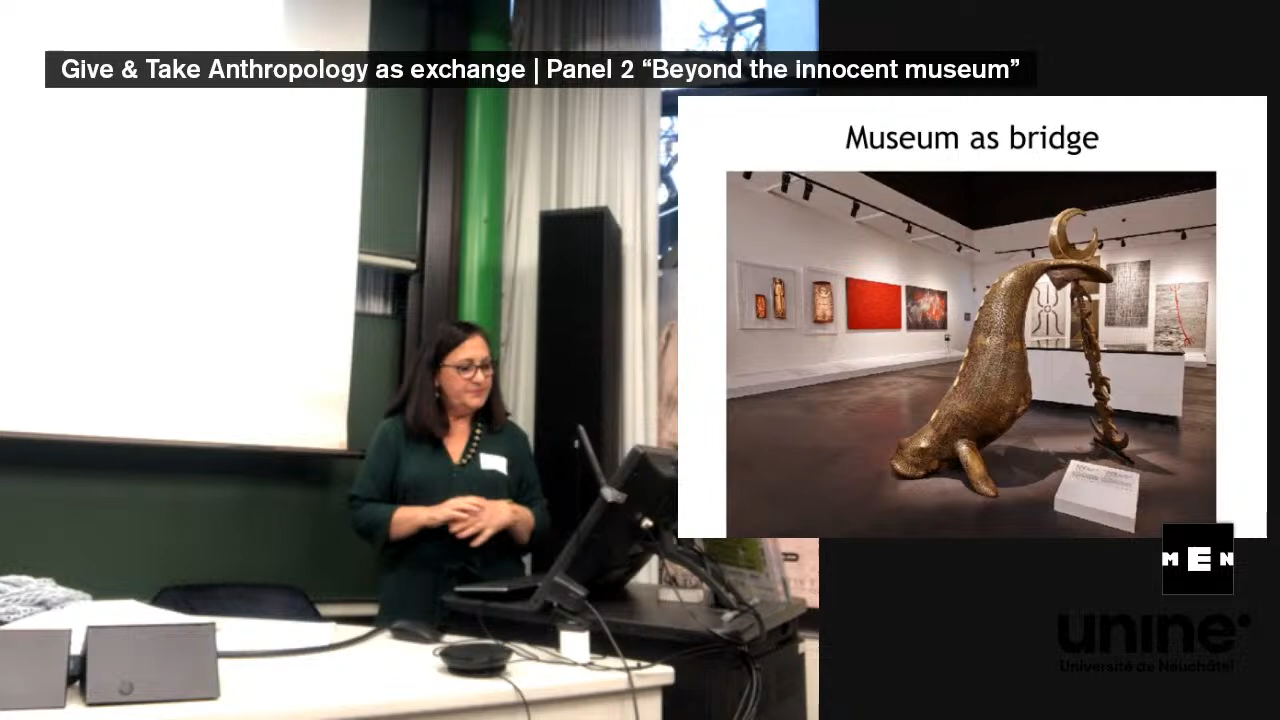 Give & Take Anthropology as exchange | Panel 2 “Beyond the innocent museum”
Museum as bridge
MEN
unine
Université de Neuchâtel